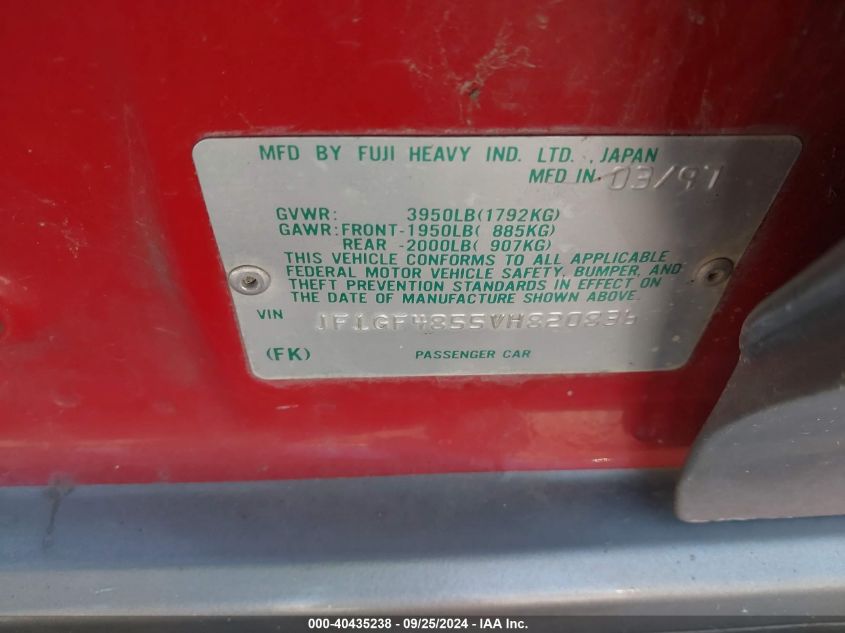 MFD BY FUJI HEAVY IND. LTD. , JAPAN
MFD IN 03/97
GVWR: 3950LB(1792KG)
GAWR:FRONT-1950LB( 885KG)
REAR -2000LB( 907KG)
THIS VEHICLE CONFORMS TO ALL APPLICABLE
FEDERAL MOTOR VEHICLE SAFETY, BUMPER, AND
THEFT PREVENTION STANDARDS IN EFFECT ON
THE DATE OF MANUFACTURE SHOWN ABOVE.
VIN JF1GF4855VH820836
(FK) PASSENGER CAR
000-40435238 - 09/25/2024 - IAA Inc.